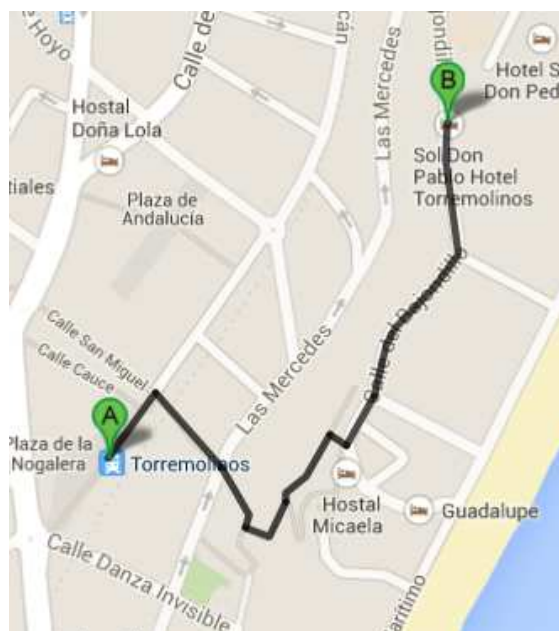 Hoyo
Calle de
Hostal
Doña Lola
Plaza de
Andalucía
Las Mercedes
B
Hotel S
Don Ped
Sol Don
Pablo Hotel
Torremolinos
Calle San Miguel
Calle Cauce
A
Plaza de la
Nogalera
Torremolinos
Las Mercedes
Calle del Bajondillo
Hostal
Micaela
Guadalupe
Calle Danza Invisible